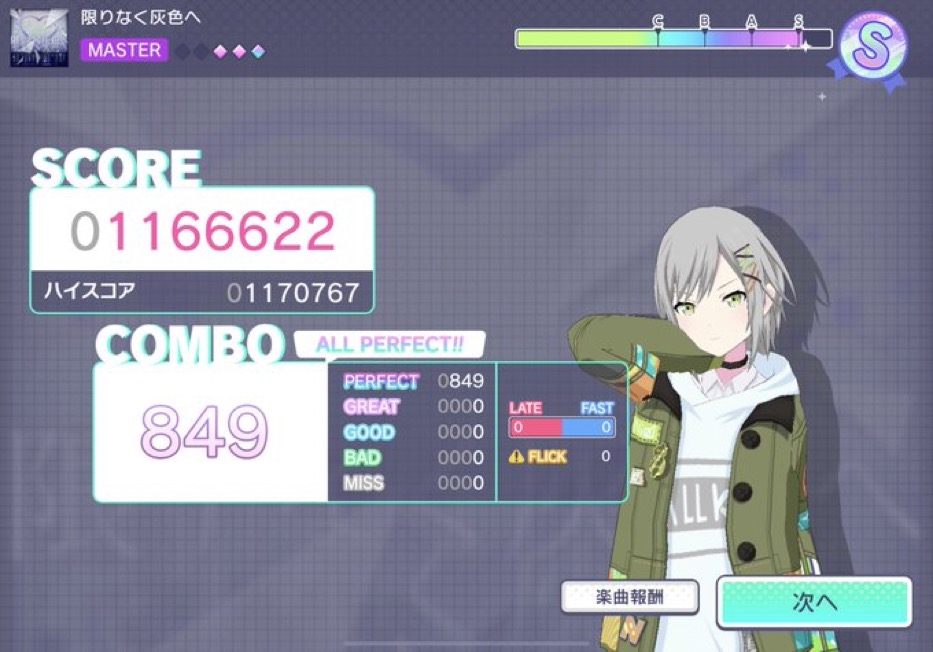 限りなく灰色へ
MASTER
C B A S
S
SCORE
01166622
ハイスコア 01170767
COMBO ALL PERFECT!!
849
PERFECT 0849
GREAT 0000
GOOD 0000
BAD 0000
MISS 0000
LATE FAST
0 0
FLICK 0
楽曲報酬
次へ